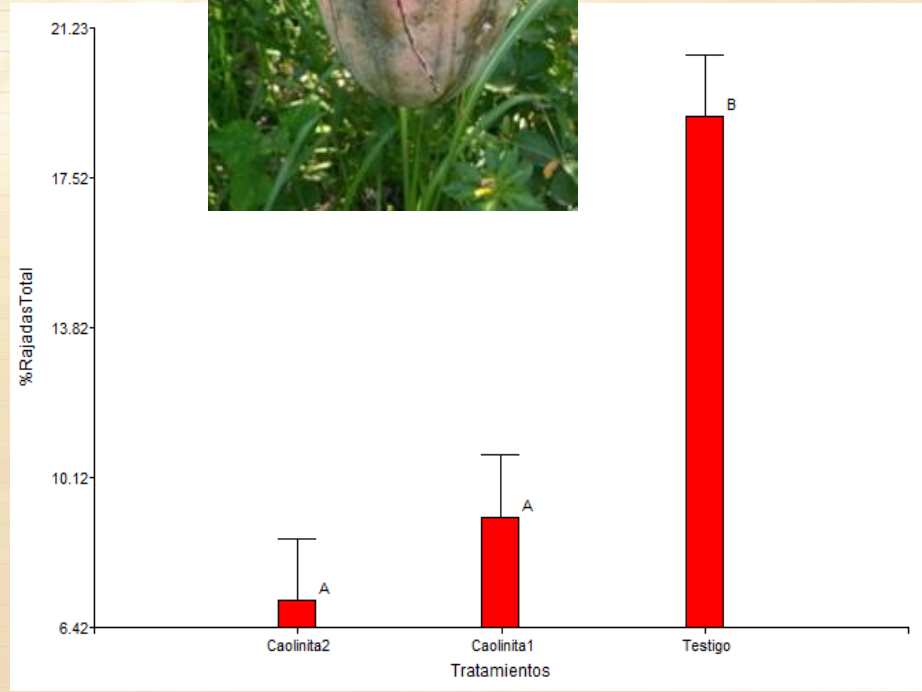 21.23
17.52
13.82
10.12
6.42
%RajadasTotal
B
A
A
Caolinita2
Caolinita1
Testigo
Tratamientos